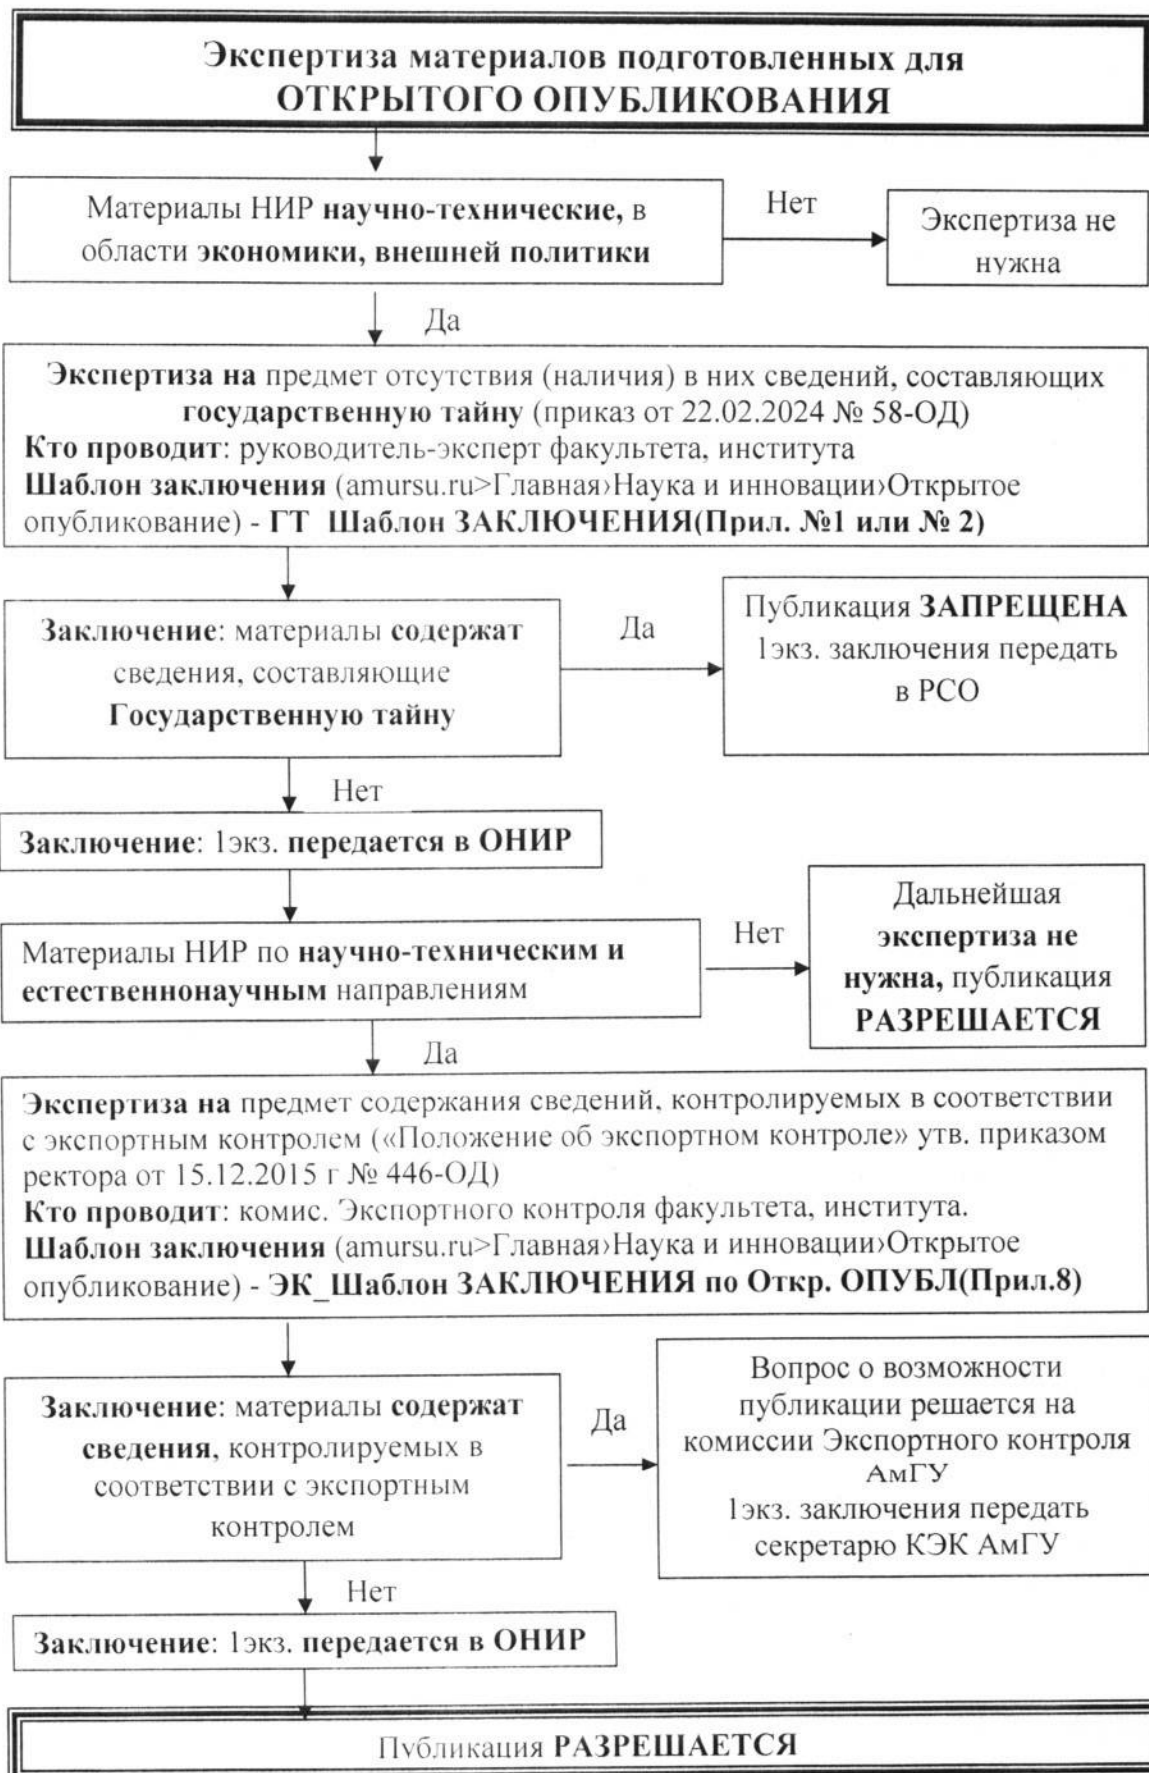 Экспертиза материалов подготовленных для
ОТКРЫТОГО ОПУБЛИКОВАНИЯ
Материалы НИР научно-технические, в
области экономики, внешней политики
Нет
Экспертиза не
нужна
Да
Экспертиза на предмет отсутствия (наличия) в них сведений, составляющих
государственную тайну (приказ от 22.02.2024 № 58-ОД)
Кто проводит: руководитель-эксперт факультета, института
Шаблон заключения (amursu.ru>Главная›Наука и инновации›Открытое
опубликование) - ГТ_Шаблон ЗАКЛЮЧЕНИЯ(Прил. №1 или № 2)
Заключение: материалы содержат
сведения, составляющие
Государственную тайну
Да
Публикация ЗАПРЕЩЕНА
1экз. заключения передать
в РСО
Нет
Заключение: 1экз. передается в ОНИР
Материалы НИР по научно-техническим и
естественнонаучным направлениям
Нет
Дальнейшая
экспертиза не
нужна, публикация
РАЗРЕШАЕТСЯ
Да
Экспертиза на предмет содержания сведений, контролируемых в соответствии
с экспортным контролем («Положение об экспортном контроле» утв. приказом
ректора от 15.12.2015 г № 446-ОД)
Кто проводит: комис. Экспортного контроля факультета, института.
Шаблон заключения (amursu.ru>Главная›Наука и инновации›Открытое
опубликование) - ЭК_Шаблон ЗАКЛЮЧЕНИЯ по Откр. ОПУБЛ(Прил.8)
Заключение: материалы содержат
сведения, контролируемых в
соответствии с экспортным
контролем
Да
Вопрос о возможности
публикации решается на
комиссии Экспортного контроля
АмГУ
1экз. заключения передать
секретарю КЭК АмГУ
Нет
Заключение: 1экз. передается в ОНИР
Публикация РАЗРЕШАЕТСЯ